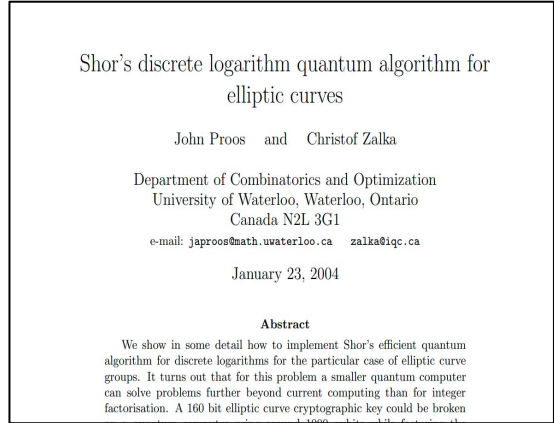 Shor's discrete logarithm quantum algorithm for
elliptic curves
John Proos and Christof Zalka
Department of Combinatorics and Optimization
University of Waterloo, Waterloo, Ontario
Canada N2L 3G1
e-mail: japroos@math.uwaterloo.ca zalka@iqc.ca
January 23, 2004
Abstract
We show in some detail how to implement Shor's efficient quantum
algorithm for discrete logarithms for the particular case of elliptic curve
groups. It turns out that for this problem a smaller quantum computer
can solve problems further beyond current computing than for integer
factorisation. A 160 bit elliptic curve cryptographic key could be broken